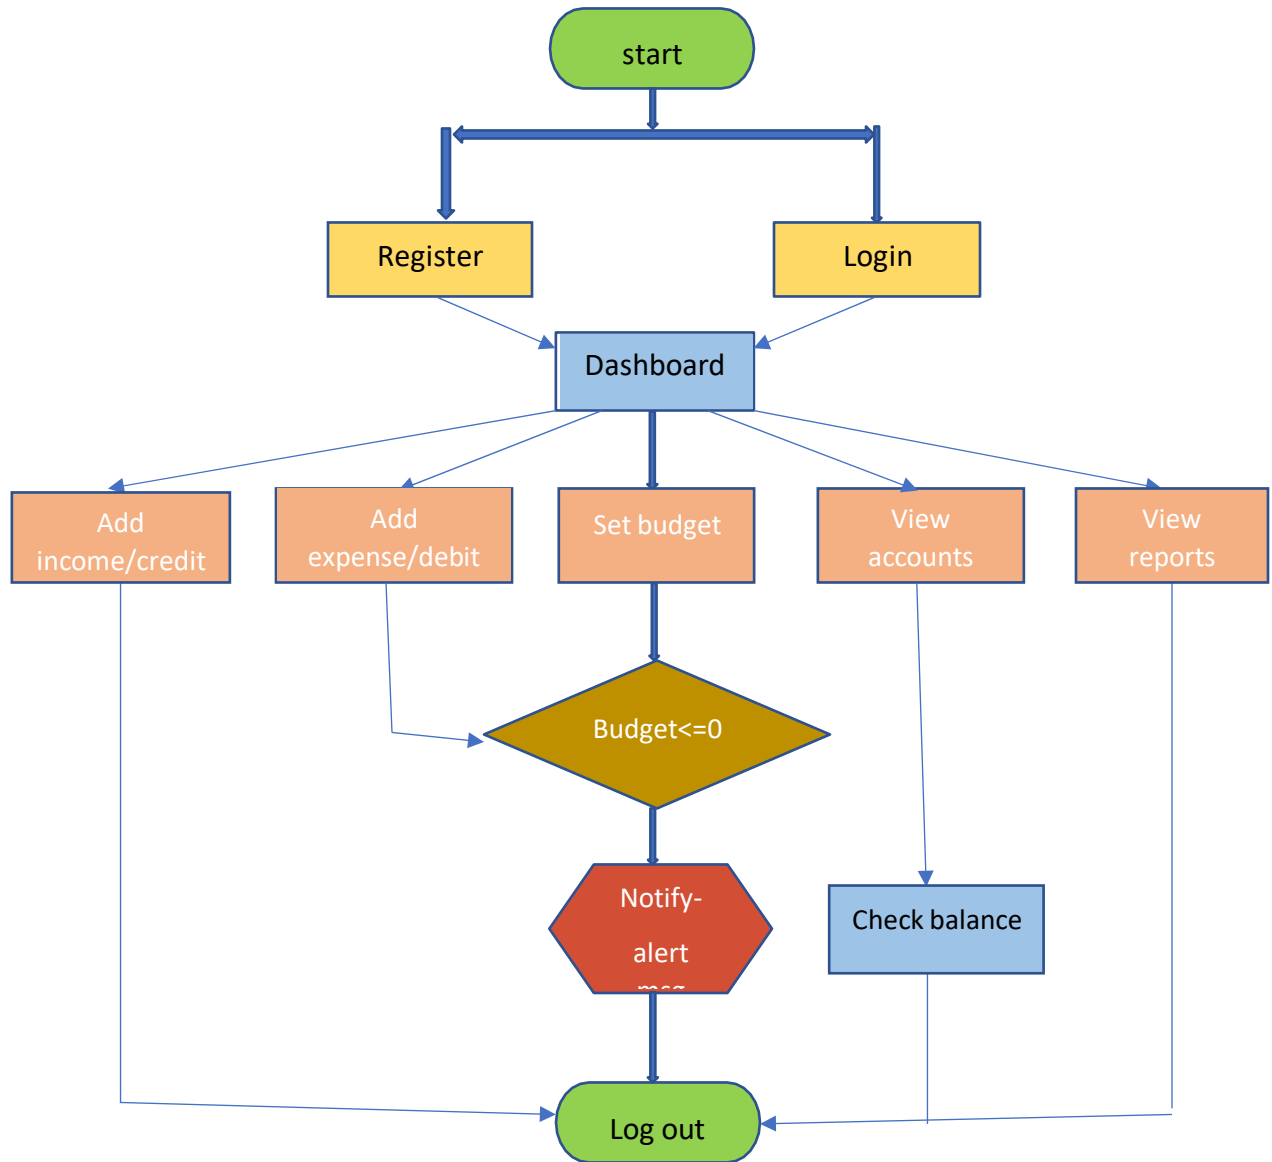 start
Register
Login
Dashboard
Add
income/credit
Add
expense/debit
Set budget
View
accounts
View
reports
Budget<=0
Notify-
alert
msg
Check balance
Log out